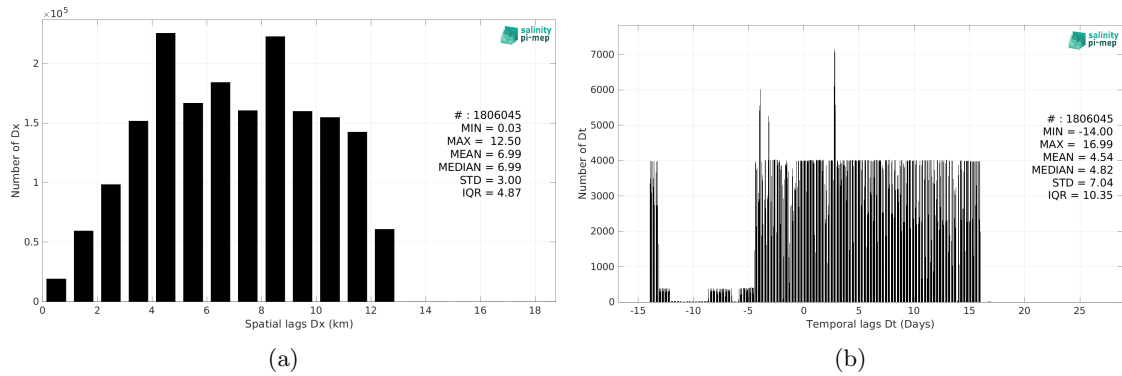 ×10⁵
2
1.5
1
0.5
0
Number of Dx
0 2 4 6 8 10 12 14 16 18
Spatial lags Dx (km)
salinity
pi-mep
# : 1806045
MIN = 0.03
MAX = 12.50
MEAN = 6.99
MEDIAN = 6.99
STD = 3.00
IQR = 4.87
(a)
7000
6000
5000
4000
3000
2000
1000
0
Number of Dt
-15 -10 -5 0 5 10 15 20 25
Temporal lags Dt (Days)
salinity
pi-mep
# : 1806045
MIN = -14.00
MAX = 16.99
MEAN = 4.54
MEDIAN = 4.82
STD = 7.04
IQR = 10.35
(b)